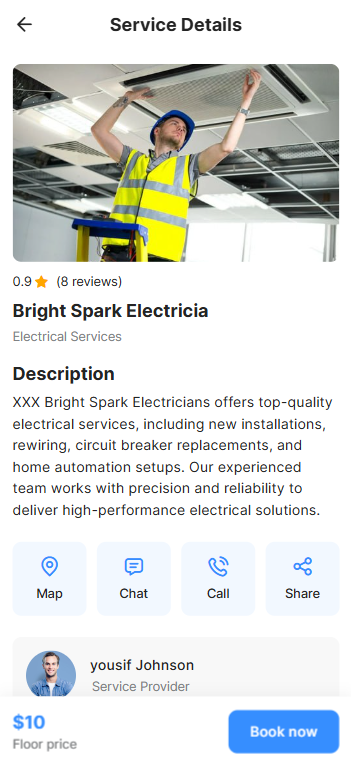 Service Details
0.9 (8 reviews)
Bright Spark Electricia
Electrical Services
Description
XXX Bright Spark Electricians offers top-quality
electrical services, including new installations,
rewiring, circuit breaker replacements, and
home automation setups. Our experienced
team works with precision and reliability to
deliver high-performance electrical solutions.
Map Chat Call Share
yousif Johnson
Service Provider
$10
Floor price
Book now